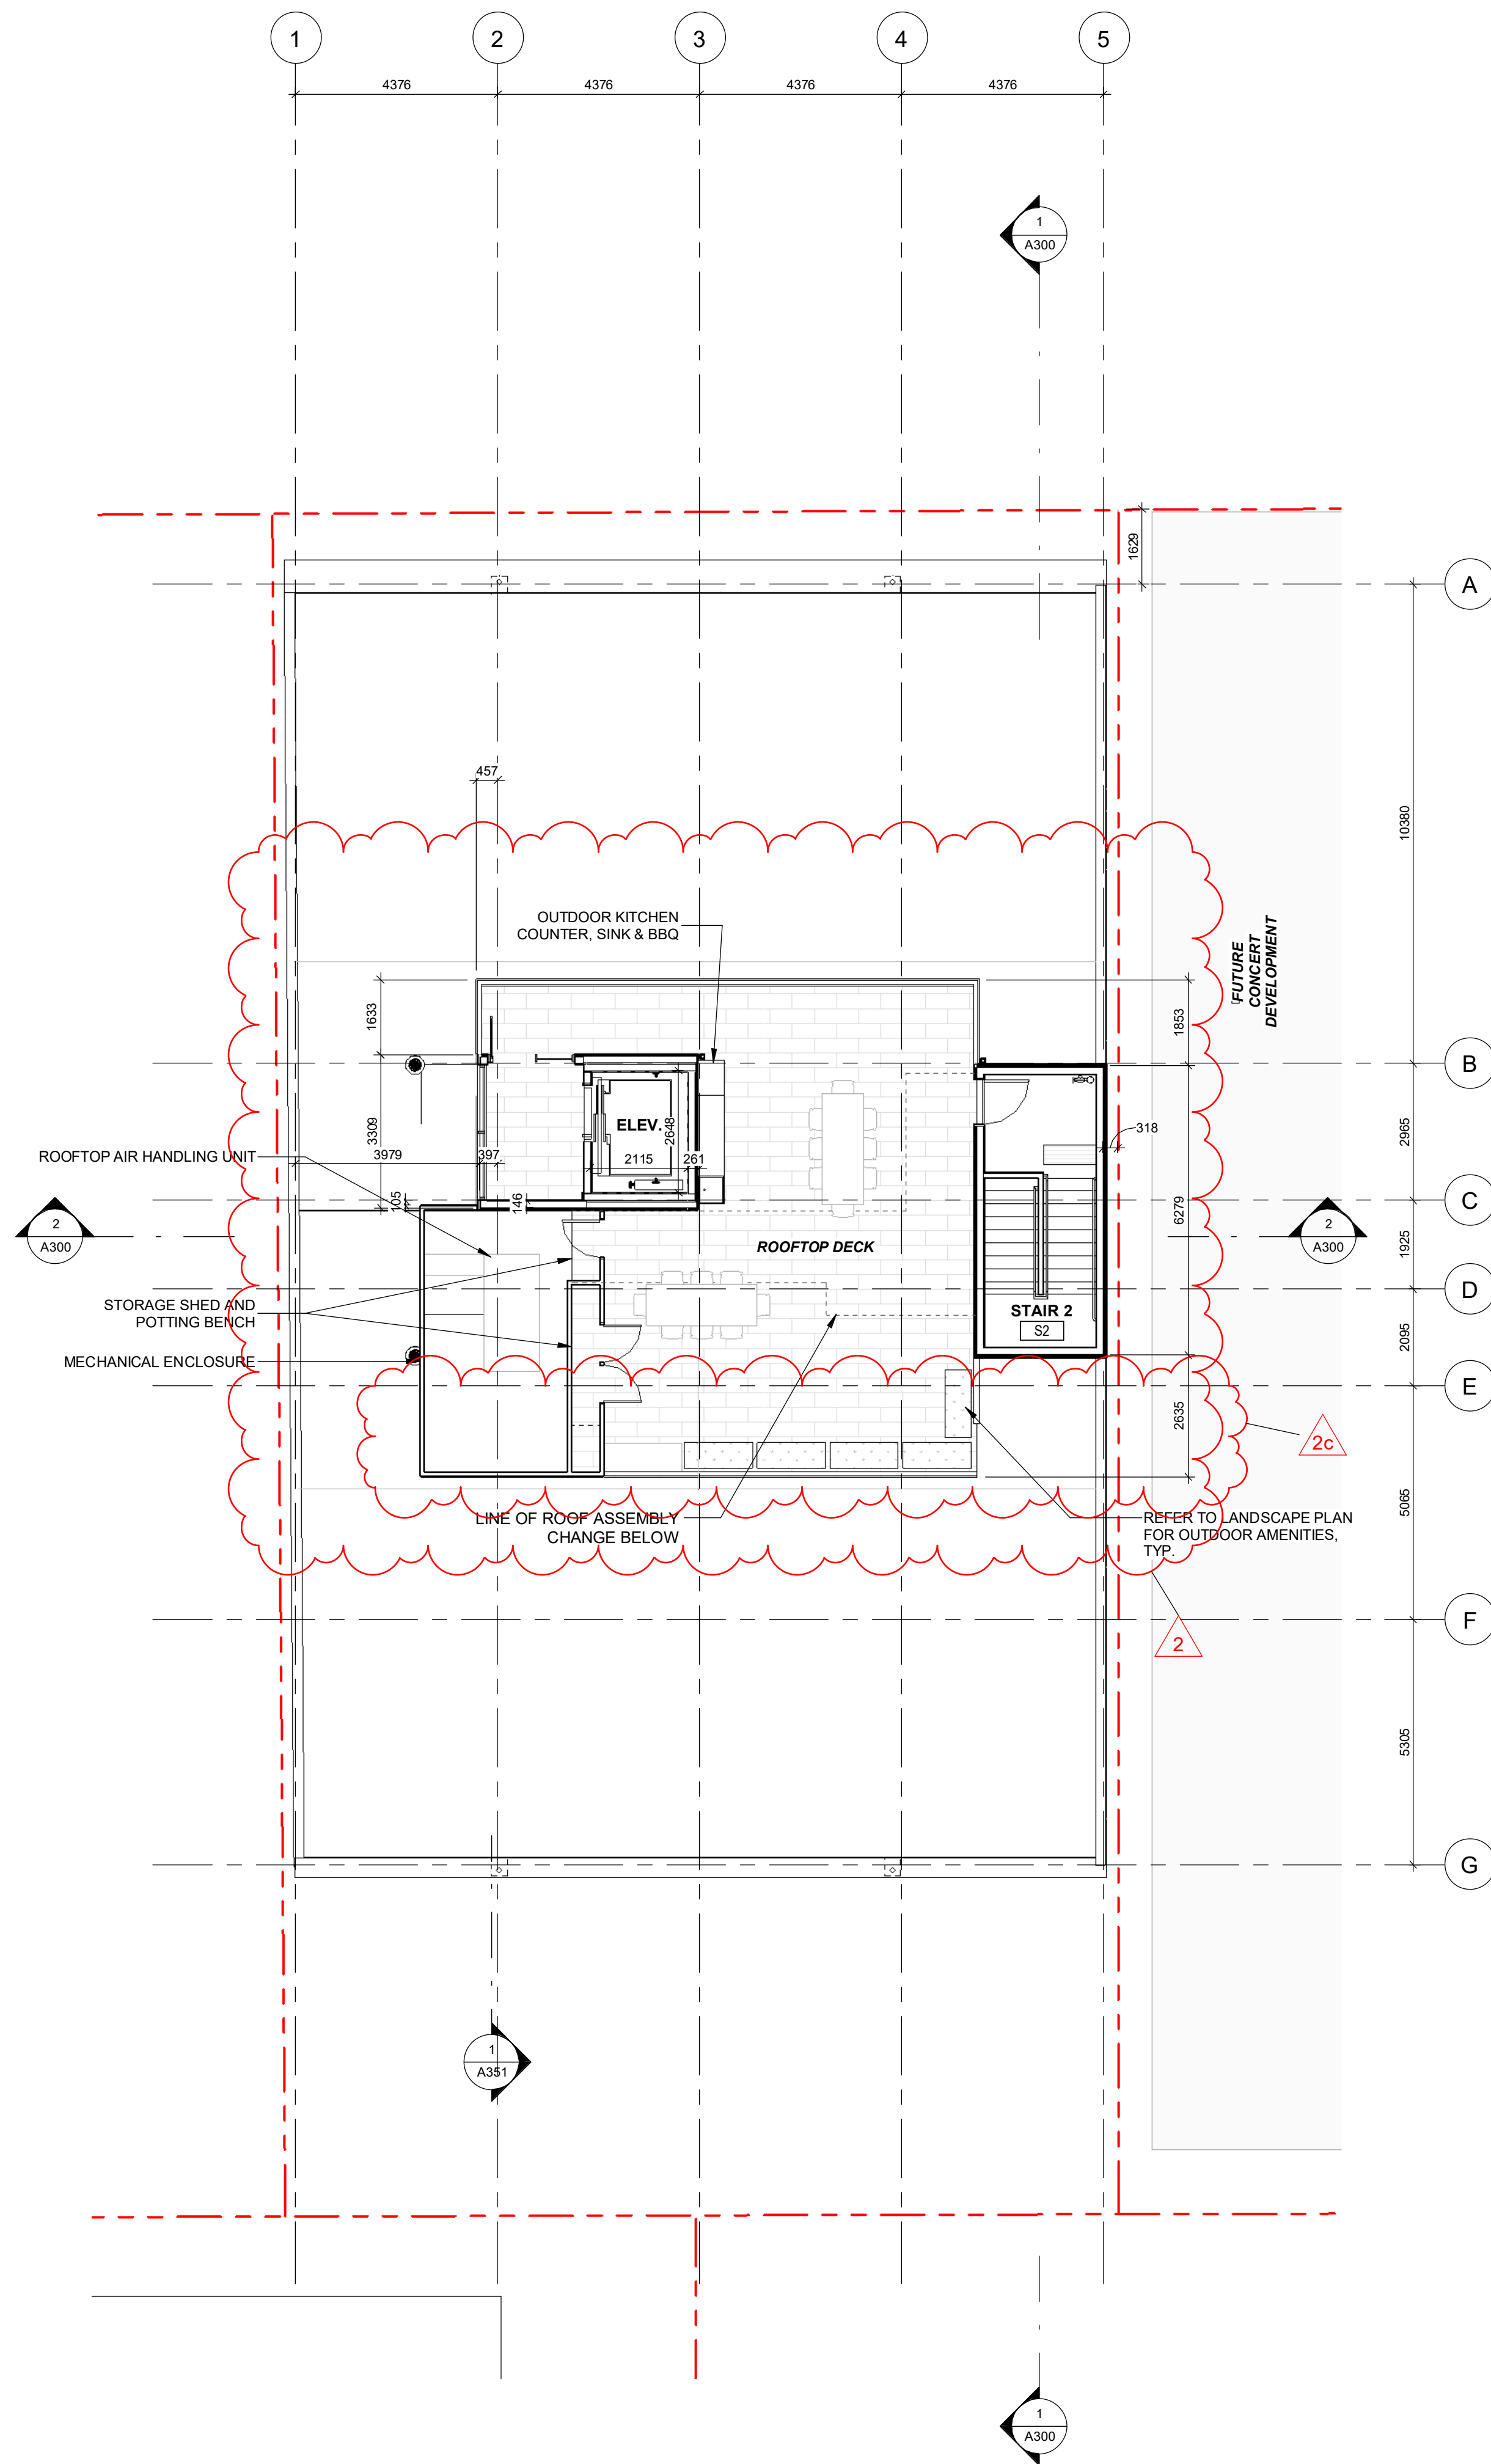 1
2
3
4
5
4376
4376
4376
4376
1
A300
1629
A
10380
457
OUTDOOR KITCHEN
COUNTER, SINK & BBQ
FUTURE
CONCERT
DEVELOPMENT
1633
1853
B
3309
ELEV.
2648
318
2965
ROOFTOP AIR HANDLING UNIT
3979
397
2115
261
105
146
6279
C
2
A300
ROOFTOP DECK
2
A300
1925
D
STORAGE SHED AND
POTTING BENCH
STAIR 2
S2
MECHANICAL ENCLOSURE
2095
E
2635
2c
5065
LINE OF ROOF ASSEMBLY
CHANGE BELOW
REFER TO LANDSCAPE PLAN
FOR OUTDOOR AMENITIES,
TYP.
F
2
5305
G
1
A351
1
A300